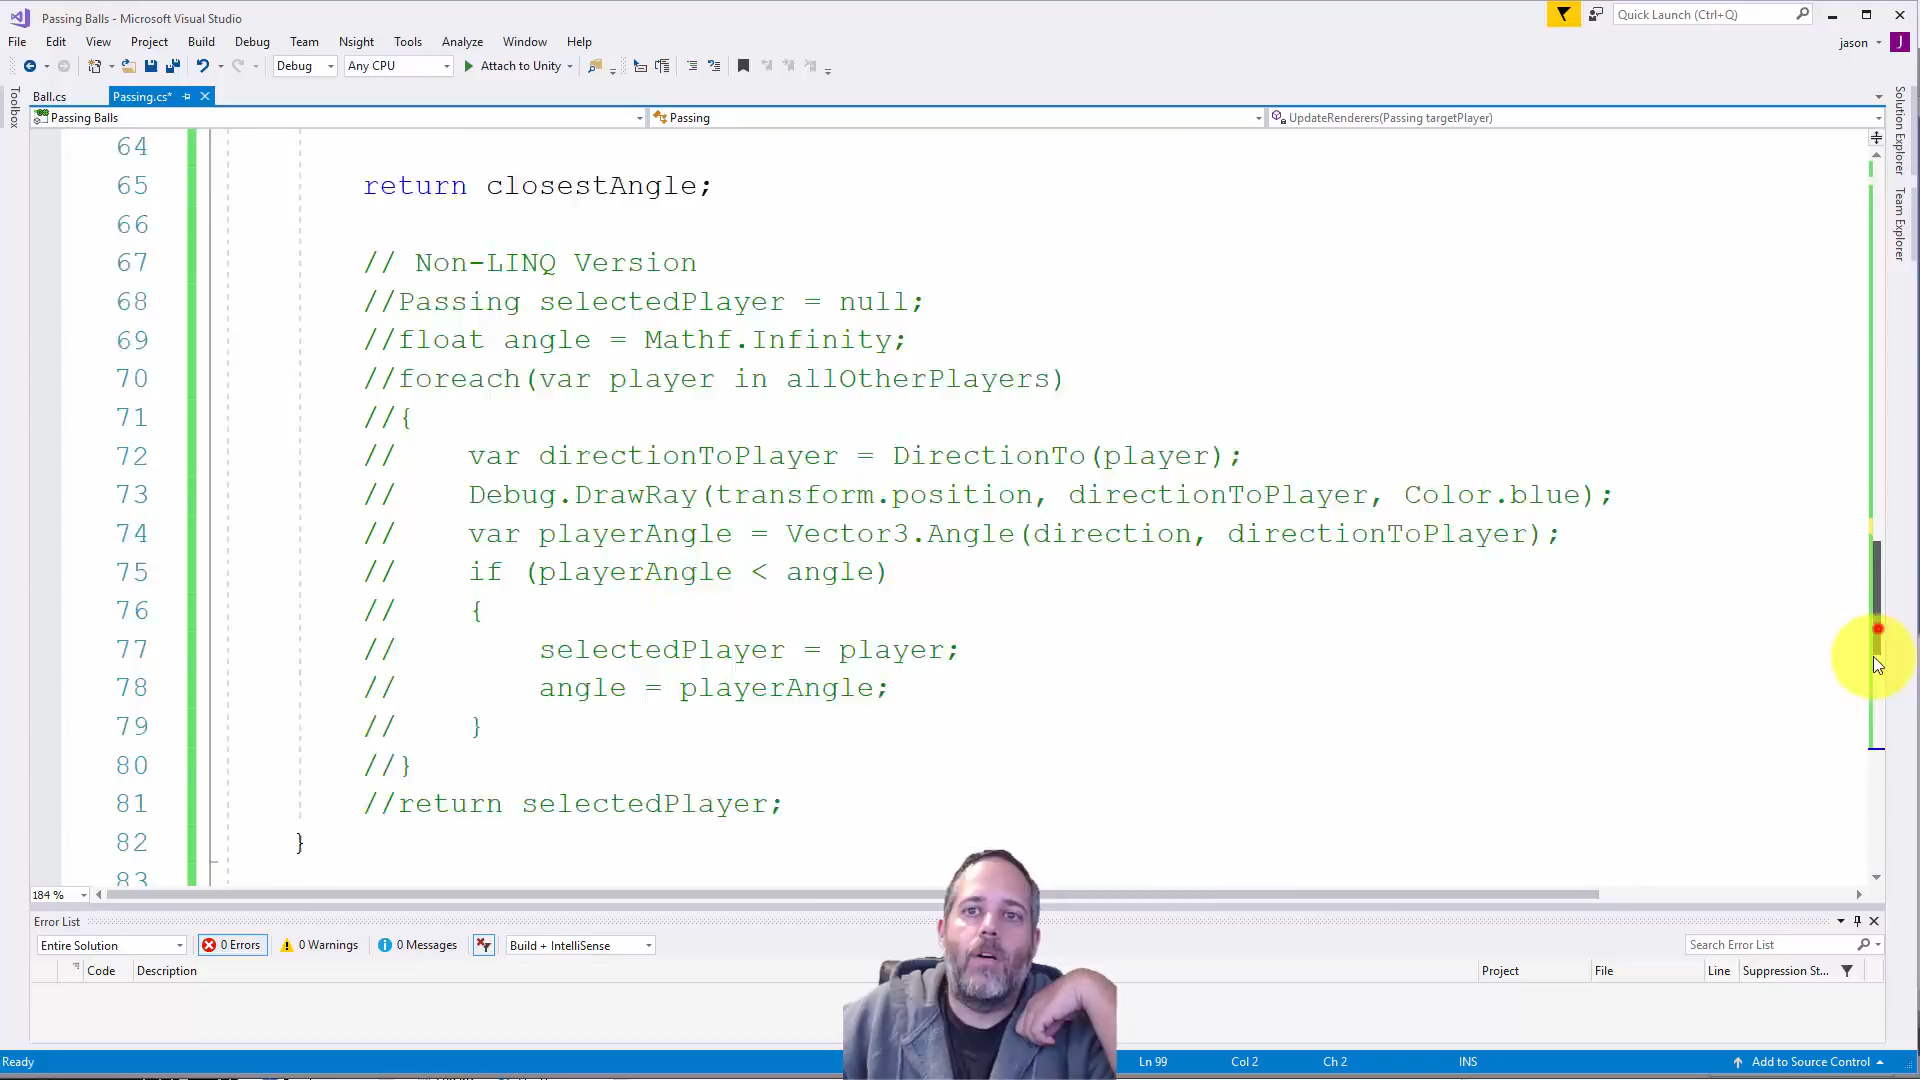 Passing Balls - Microsoft Visual Studio
Quick Launch (Ctrl+Q)
File Edit View Project Build Debug Team Nsight Tools Analyze Window Help
jason J
Debug Any CPU Attach to Unity
Toolbox
Ball.cs Passing.cs*
Passing Balls Passing UpdateRenderers(Passing targetPlayer)
Solution Explorer
Team Explorer
64
65 return closestAngle;
66
67 // Non-LINQ Version
68 //Passing selectedPlayer = null;
69 //float angle = Mathf.Infinity;
70 //foreach(var player in allOtherPlayers)
71 //{
72 // var directionToPlayer = DirectionTo(player);
73 // Debug.DrawRay(transform.position, directionToPlayer, Color.blue);
74 // var playerAngle = Vector3.Angle(direction, directionToPlayer);
75 // if (playerAngle < angle)
76 // {
77 // selectedPlayer = player;
78 // angle = playerAngle;
79 // }
80 //}
81 //return selectedPlayer;
82 }
83
184 %
Error List
Entire Solution 0 Errors 0 Warnings 0 Messages Build + IntelliSense Search Error List
Code Description Project File Line Suppression St...
Ready Ln 99 Col 2 Ch 2 INS Add to Source Control